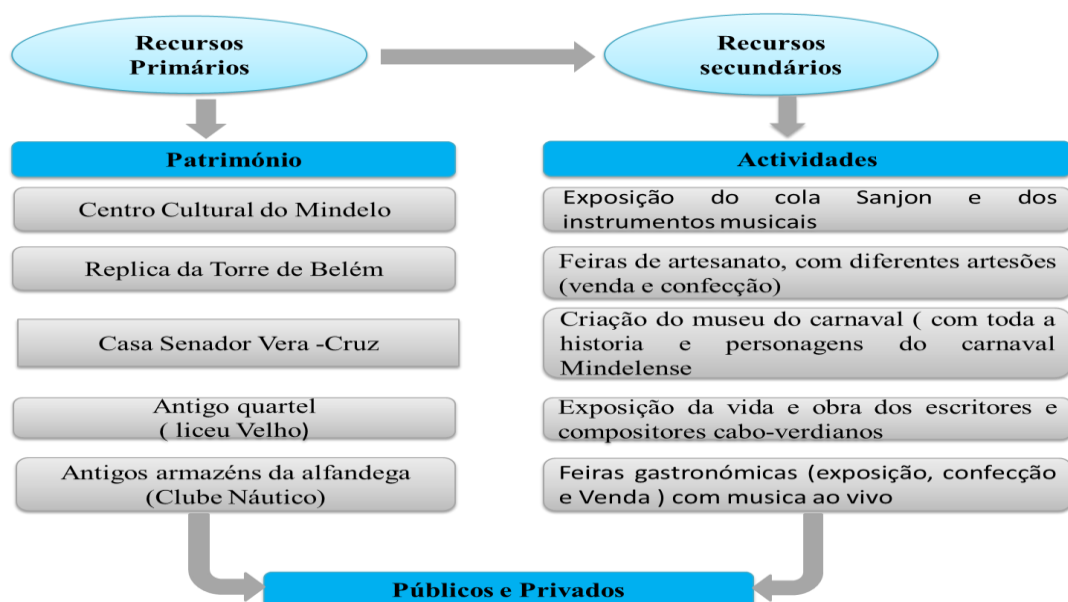 Recursos
Primários
Recursos
secundários
Património
Actividades
Centro Cultural do Mindelo
Exposição do cola Sanjon e dos
instrumentos musicais
Replica da Torre de Belém
Feiras de artesanato, com diferentes artesões
(venda e confecção)
Casa Senador Vera -Cruz
Criação do museu do carnaval ( com toda a
historia e personagens do carnaval
Mindelense
Antigo quartel
( liceu Velho)
Exposição da vida e obra dos escritores e
compositores cabo-verdianos
Antigos armazéns da alfandega
(Clube Náutico)
Feiras gastronómicas (exposição, confecção
e Venda ) com musica ao vivo
Públicos e Privados